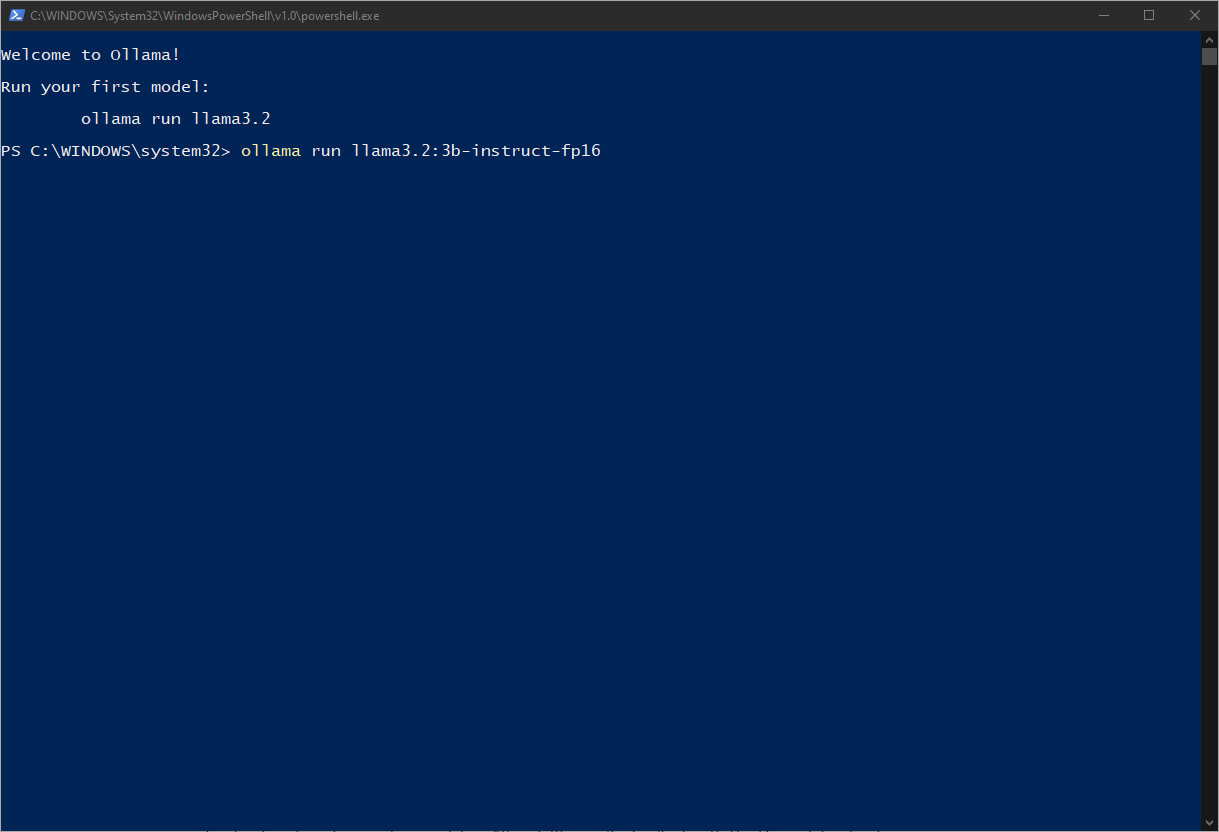 C:\WINDOWS\System32\WindowsPowerShell\v1.0\powershell.exe
Welcome to Ollama!
Run your first model:
ollama run llama3.2
PS C:\WINDOWS\system32> ollama run llama3.2:3b-instruct-fp16